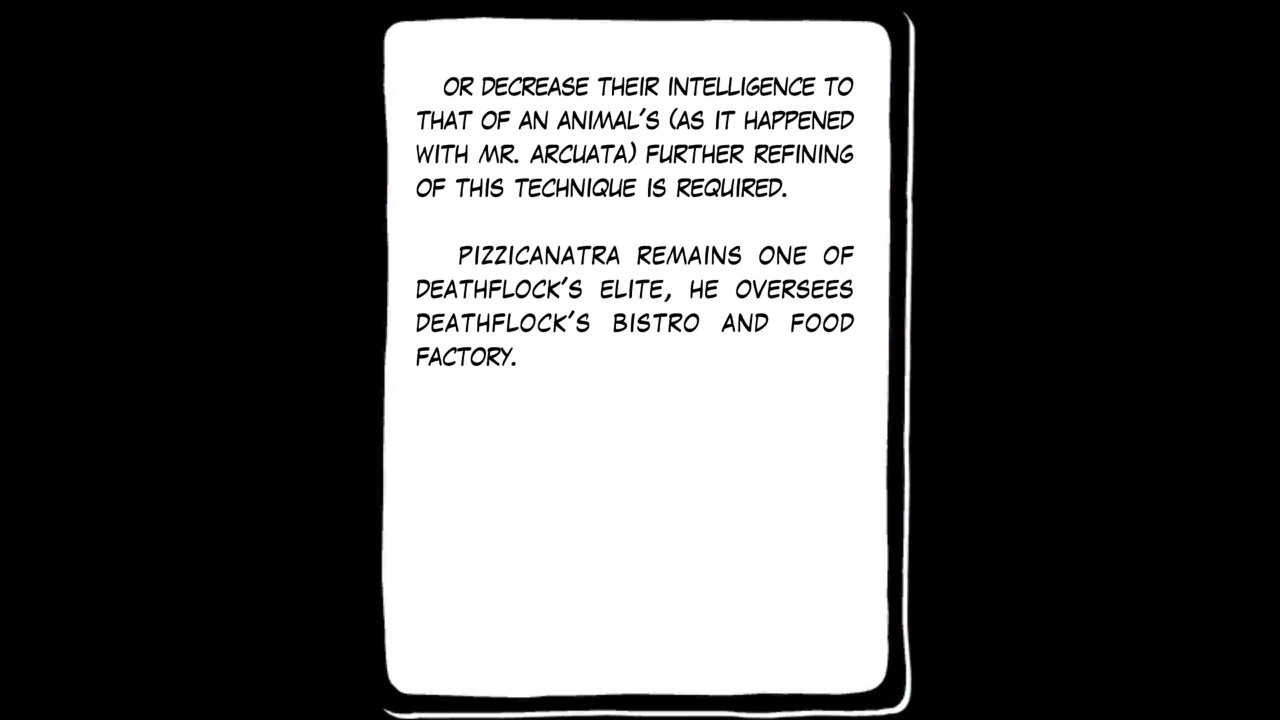 OR DECREASE THEIR INTELLIGENCE TO
THAT OF AN ANIMAL'S (AS IT HAPPENED
WITH MR. ARCUATA) FURTHER REFINING
OF THIS TECHNIQUE IS REQUIRED.
PIZZICANATRA REMAINS ONE OF
DEATHFLOCK'S ELITE, HE OVERSEES
DEATHFLOCK'S BISTRO AND FOOD
FACTORY.